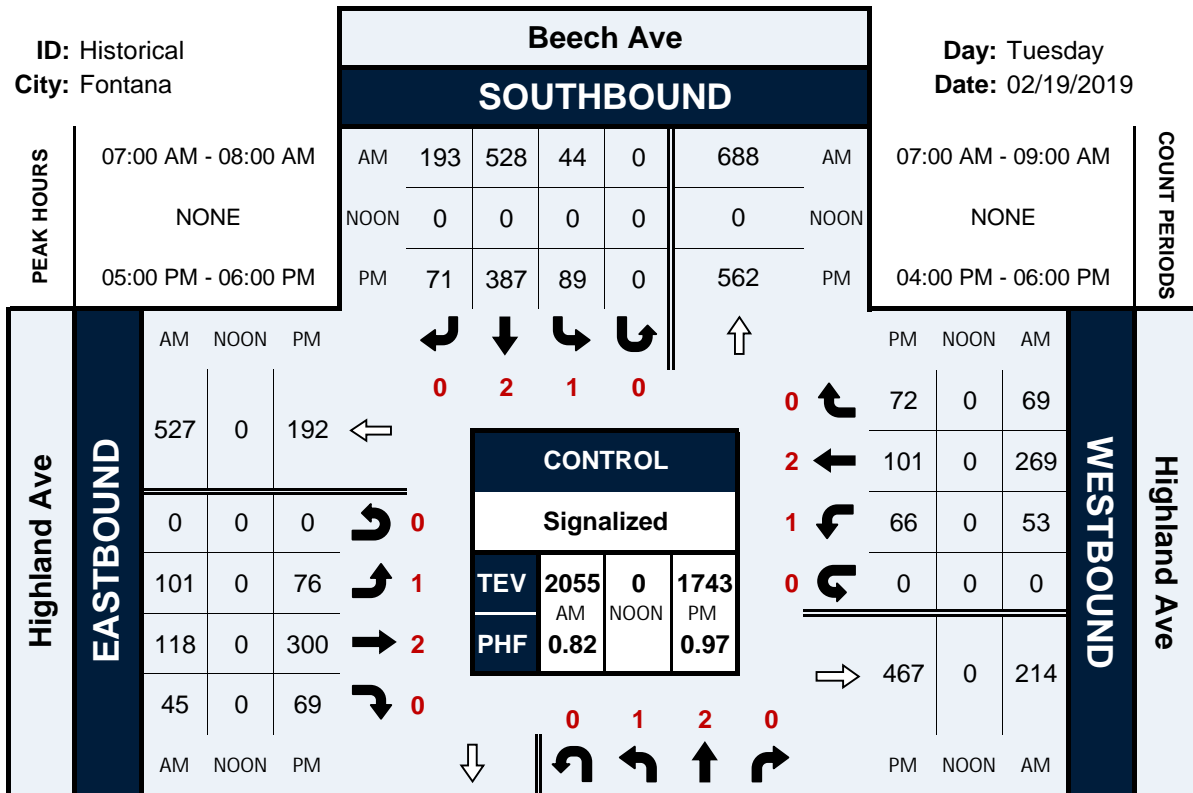 Beech Ave
ID: Historical
City: Fontana
Day: Tuesday
Date: 02/19/2019
SOUTHBOUND
PEAK HOURS
07:00 AM - 08:00 AM
NONE
05:00 PM - 06:00 PM
AM 193 528 44 0 688 AM
NOON 0 0 0 0 0 NOON
PM 71 387 89 0 562 PM
07:00 AM - 09:00 AM
NONE
04:00 PM - 06:00 PM
COUNT PERIODS
0 2 1 0
Highland Ave
EASTBOUND
AM NOON PM
527 0 192
0 0 0 0
101 0 76 1
118 0 300 2
45 0 69 0
AM NOON PM
CONTROL
Signalized
TEV 2055 0 1743
AM NOON PM
PHF 0.82 0.97
0 1 2 0
PM NOON AM
0 72 0 69
2 101 0 269
1 66 0 53
0 0 0 0
467 0 214
PM NOON AM
WESTBOUND
Highland Ave